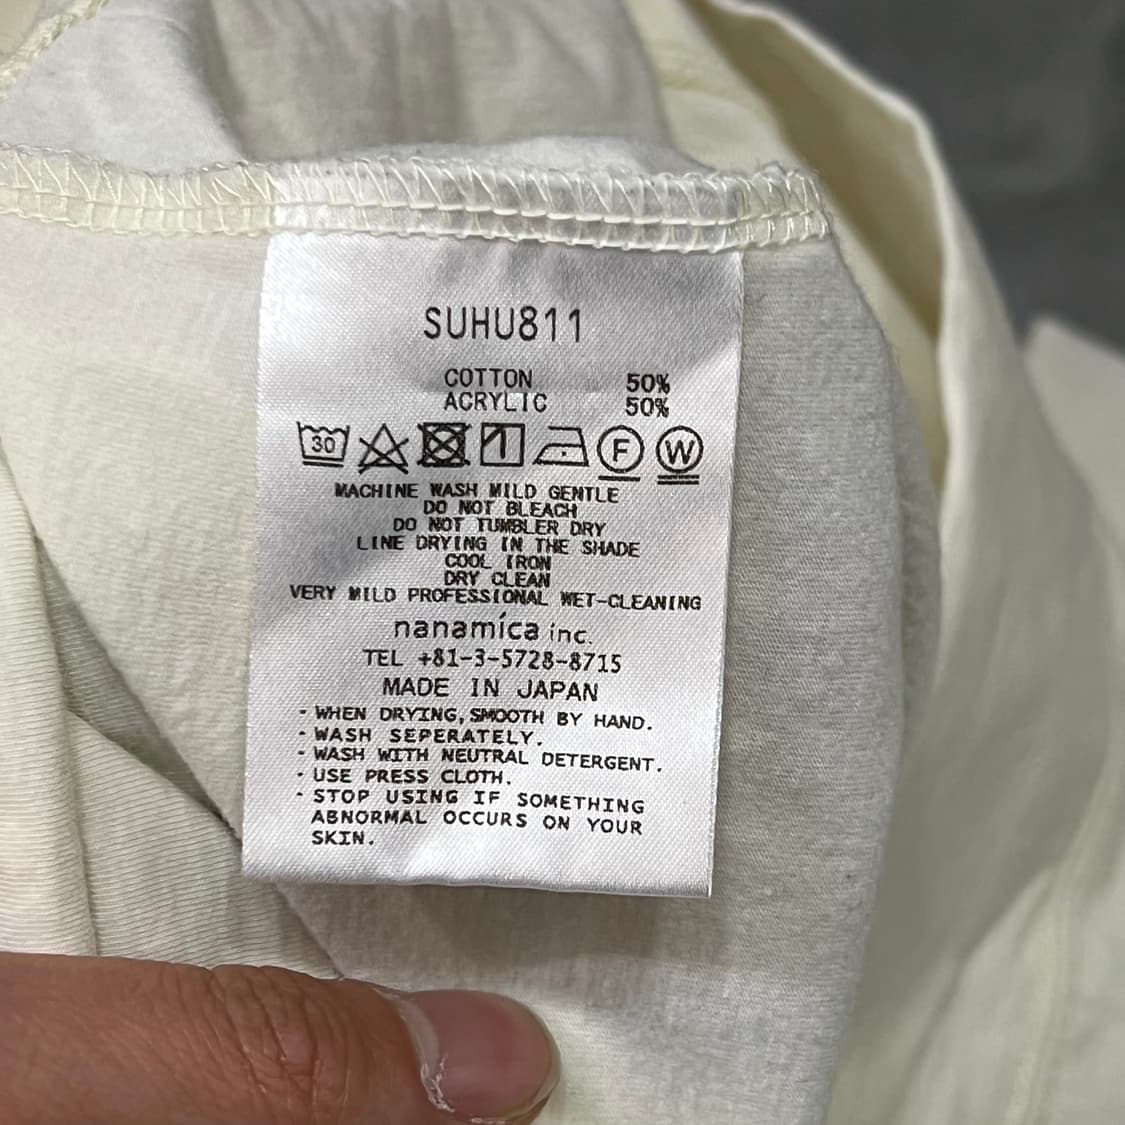 SUHU811
COTTON 50%
ACRYLIC 50%
30 F W
MACHINE WASH MILD GENTLE
DO NOT BLEACH
DO NOT TUMBLER DRY
LINE DRYING IN THE SHADE
COOL IRON
DRY CLEAN
VERY MILD PROFESSIONAL WET-CLEANING
nanamíca inc.
TEL +81-3-5728-8715
MADE IN JAPAN
- WHEN DRYING, SMOOTH BY HAND.
- WASH SEPERATELY.
- WASH WITH NEUTRAL DETERGENT.
- USE PRESS CLOTH.
- STOP USING IF SOMETHING
ABNORMAL OCCURS ON YOUR
SKIN.